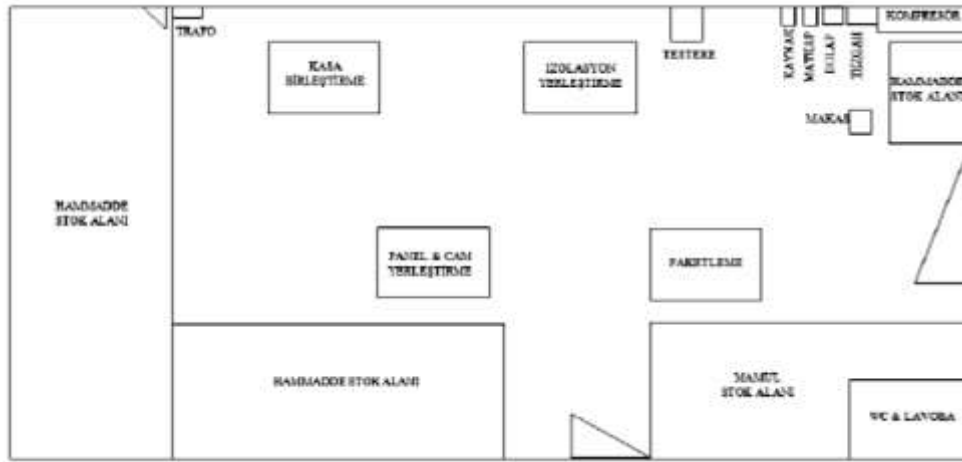 TRAFO
KASA
BİRLEŞTİRME
İZOLASYON
YERLEŞTİRME
TESTERE
KAYNAK
MATKAP
DOLAP
TEZGAH
KOMPRESÖR
HAMMADDE
STOK ALANI
MAKAS
HAMMADDE
STOK ALANI
PANEL & CAM
YERLEŞTİRME
PAKETLEME
HAMMADDE STOK ALANI
MAMUL
STOK ALANI
WC & LAVOBA